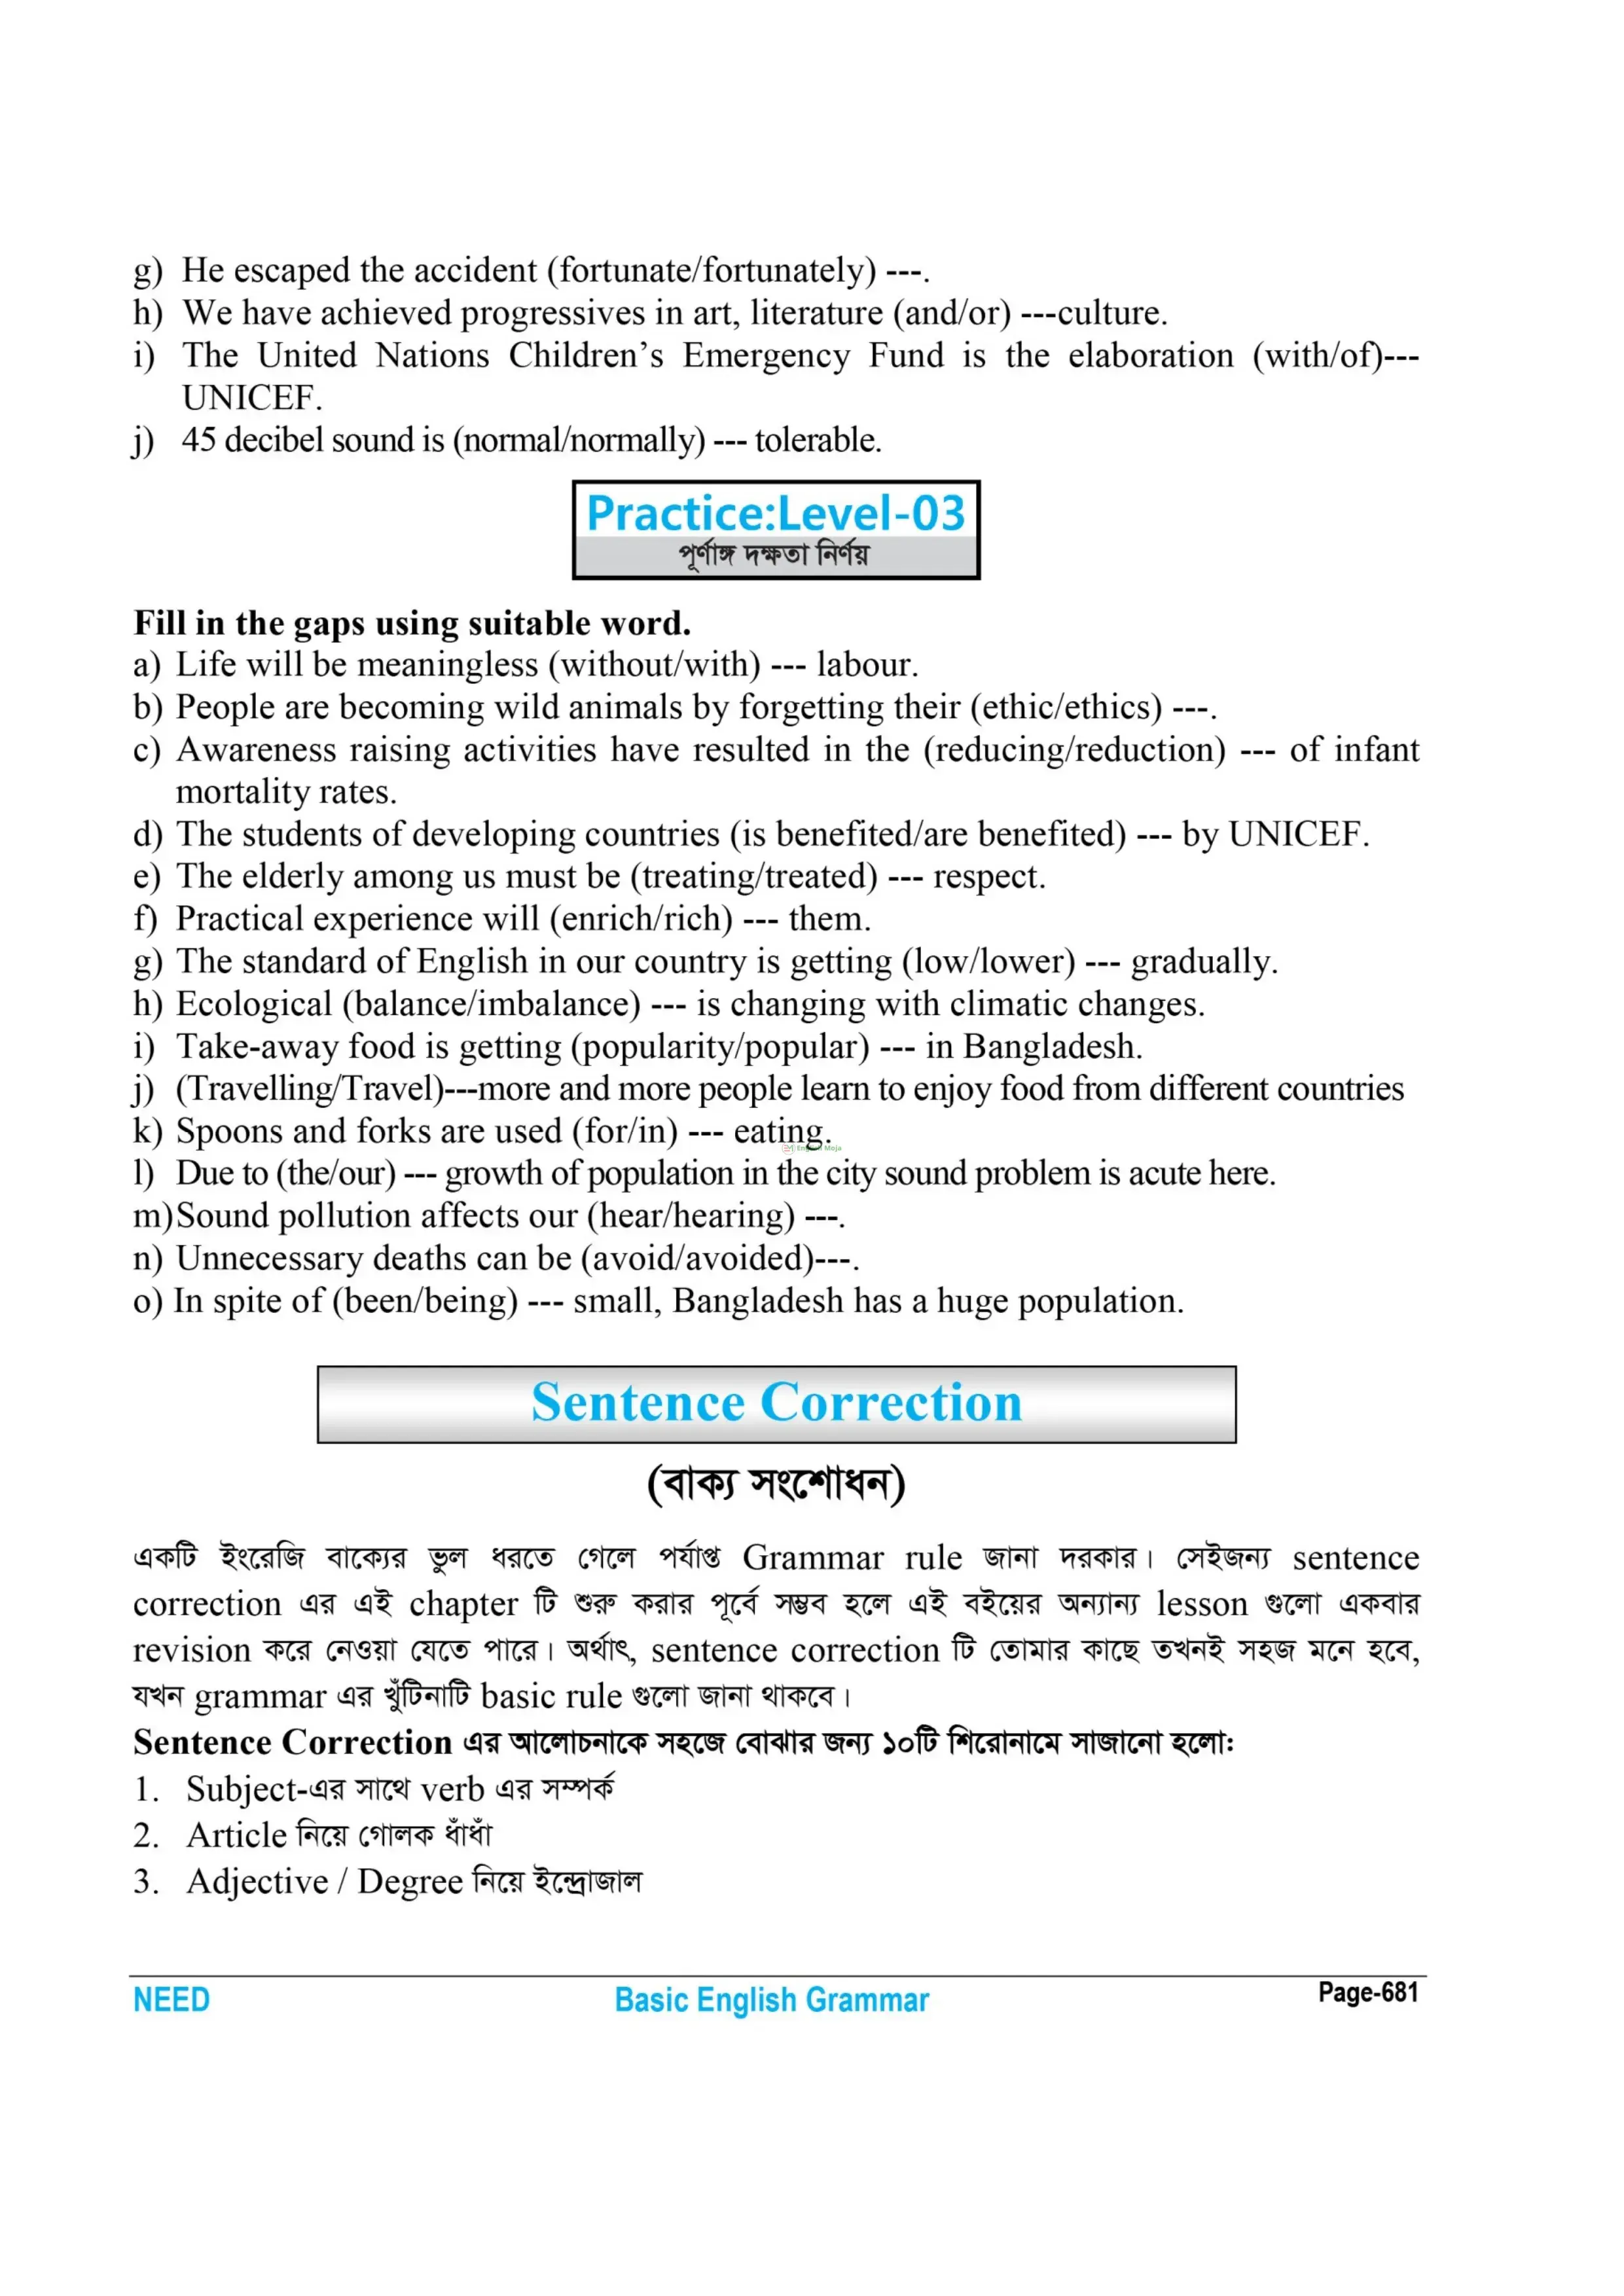 g) He escaped the accident (fortunate/fortunately) ---.
h) We have achieved progressives in art, literature (and/or) ---culture.
i) The United Nations Children’s Emergency Fund is the elaboration (with/of)---
UNICEF.
j) 45 decibel sound is (normal/normally) --- tolerable.
Practice:Level-03
পূর্ণাঙ্গ দক্ষতা নির্ণয়
Fill in the gaps using suitable word.
a) Life will be meaningless (without/with) --- labour.
b) People are becoming wild animals by forgetting their (ethic/ethics) ---.
c) Awareness raising activities have resulted in the (reducing/reduction) --- of infant
mortality rates.
d) The students of developing countries (is benefited/are benefited) --- by UNICEF.
e) The elderly among us must be (treating/treated) --- respect.
f) Practical experience will (enrich/rich) --- them.
g) The standard of English in our country is getting (low/lower) --- gradually.
h) Ecological (balance/imbalance) --- is changing with climatic changes.
i) Take-away food is getting (popularity/popular) --- in Bangladesh.
j) (Travelling/Travel)---more and more people learn to enjoy food from different countries
k) Spoons and forks are used (for/in) --- eating.
English Moja
l) Due to (the/our) --- growth of population in the city sound problem is acute here.
m)Sound pollution affects our (hear/hearing) ---.
n) Unnecessary deaths can be (avoid/avoided)---.
o) In spite of (been/being) --- small, Bangladesh has a huge population.
Sentence Correction
(বাক্য সংশোধন)
একটি ইংরেজি বাক্যের ভুল ধরতে গেলে পর্যাপ্ত Grammar rule জানা দরকার। সেইজন্য sentence
correction এর এই chapter টি শুরু করার পূর্বে সম্ভব হলে এই বইয়ের অন্যান্য lesson গুলো একবার
revision করে নেওয়া যেতে পারে। অর্থাৎ, sentence correction টি তোমার কাছে তখনই সহজ মনে হবে,
যখন grammar এর খুঁটিনাটি basic rule গুলো জানা থাকবে।
Sentence Correction এর আলোচনাকে সহজে বোঝার জন্য ১০টি শিরোনামে সাজানো হলো:
1. Subject-এর সাথে verb এর সম্পর্ক
2. Article নিয়ে গোলক ধাঁধাঁ
3. Adjective / Degree নিয়ে ইন্দ্রোজাল
NEED Basic English Grammar Page-681